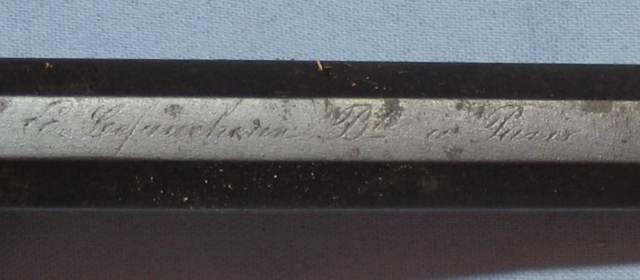 E. Lefaucheux Bte a Paris